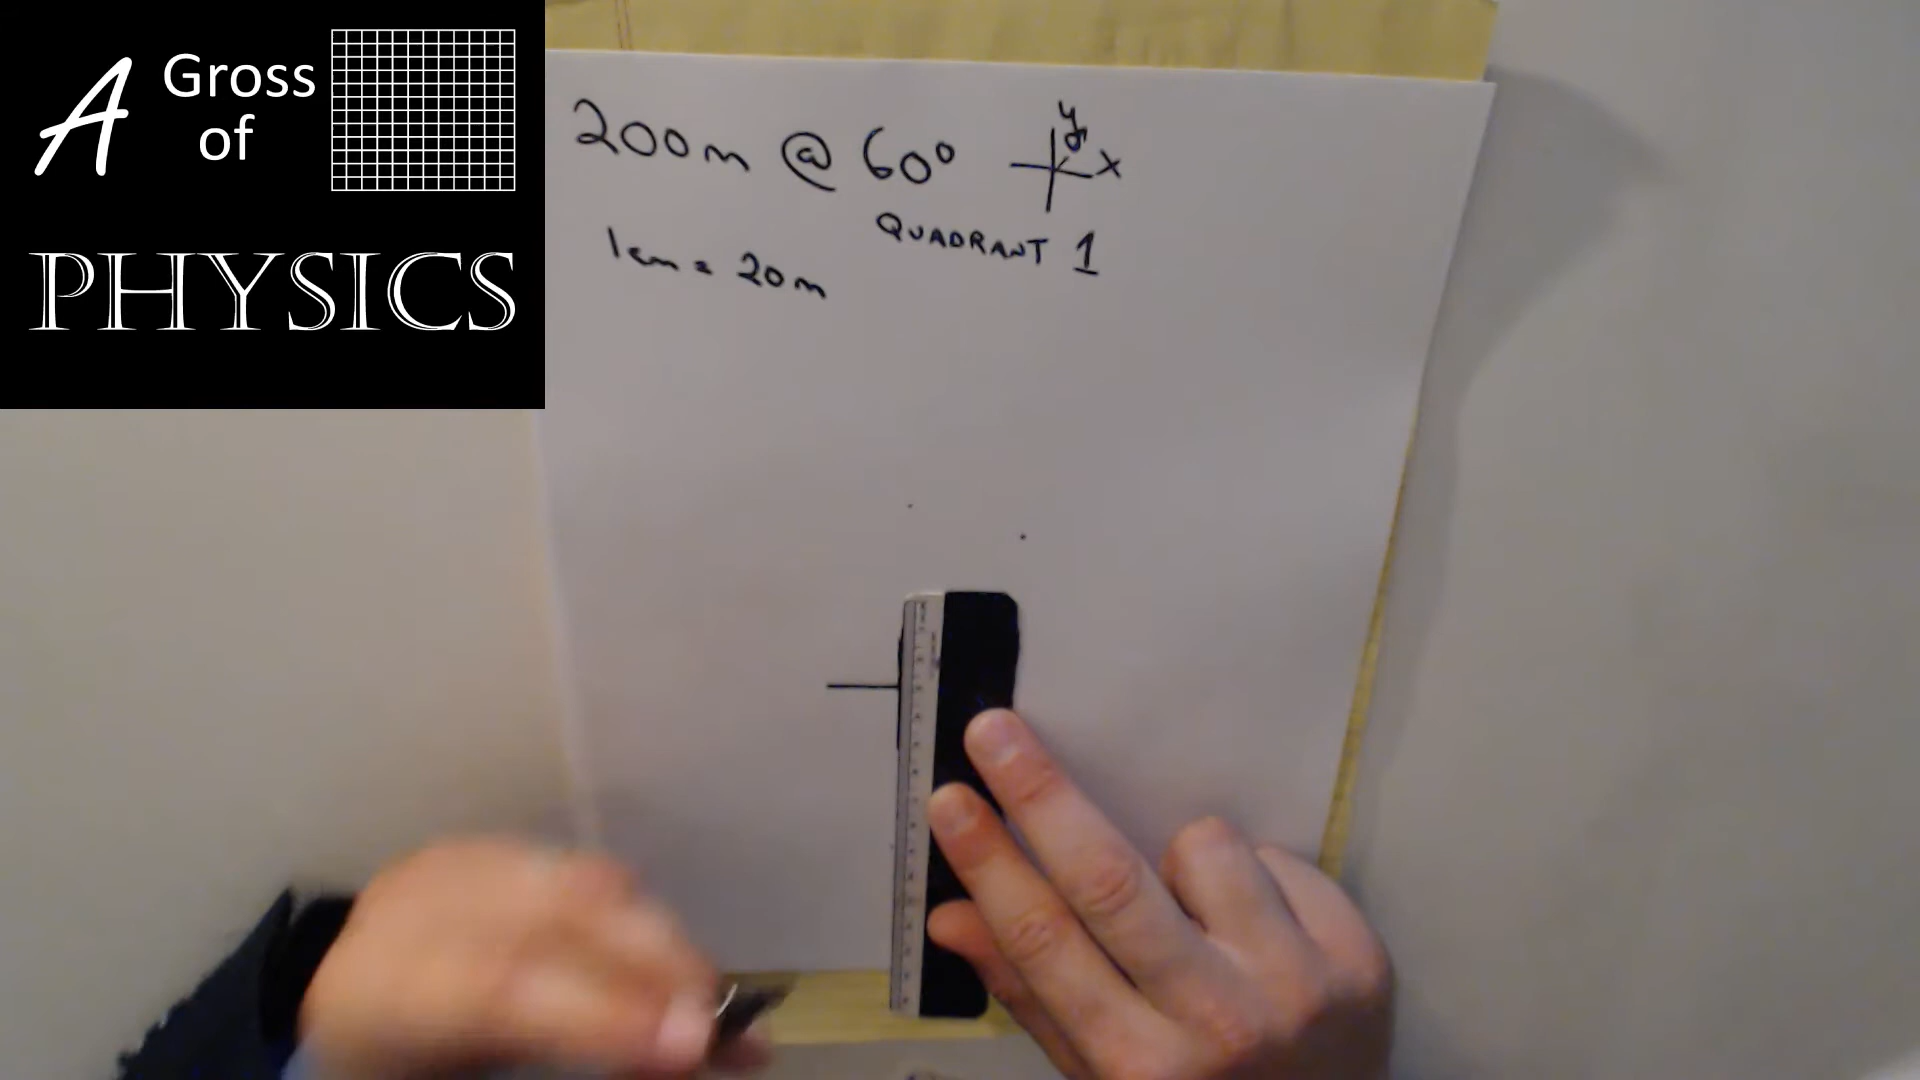 A Gross of
PHYSICS
200m @ 60°
y
x
QUADRANT 1
1cm = 20m